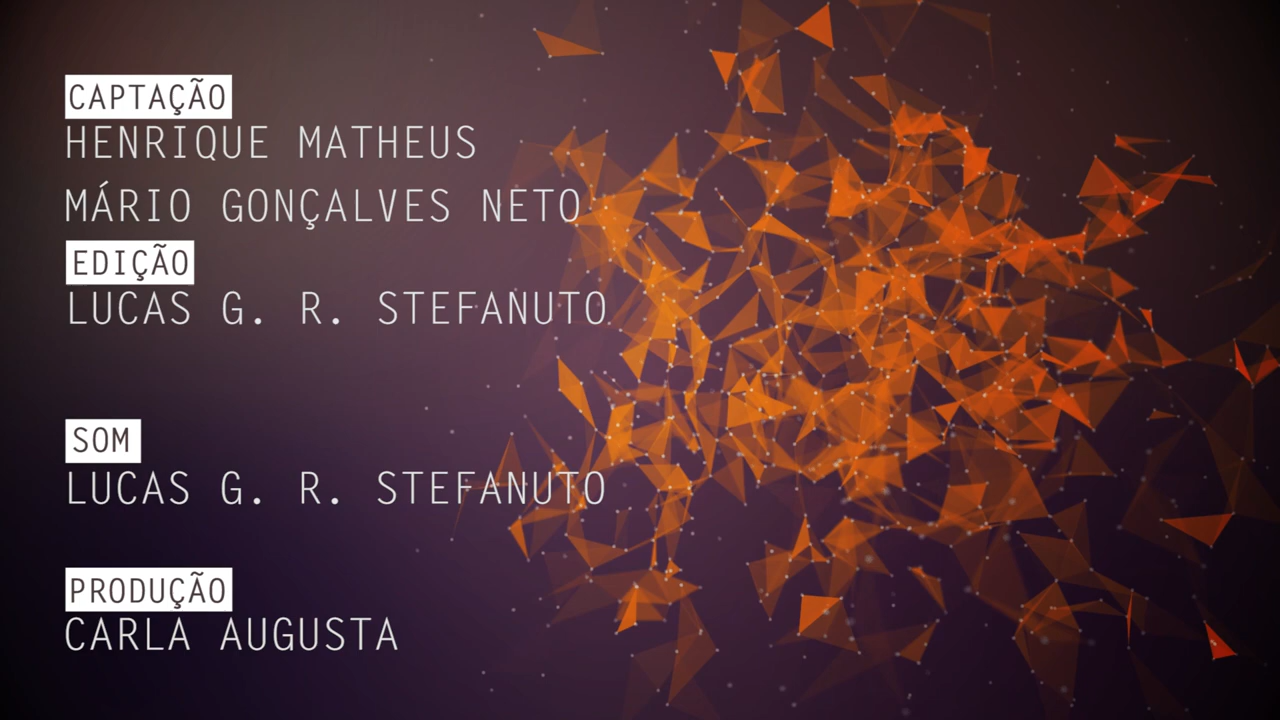 CAPTAÇÃO
HENRIQUE MATHEUS
MÁRIO GONÇALVES NETO
EDIÇÃO
LUCAS G. R. STEFANUTO
SOM
LUCAS G. R. STEFANUTO
PRODUÇÃO
CARLA AUGUSTA